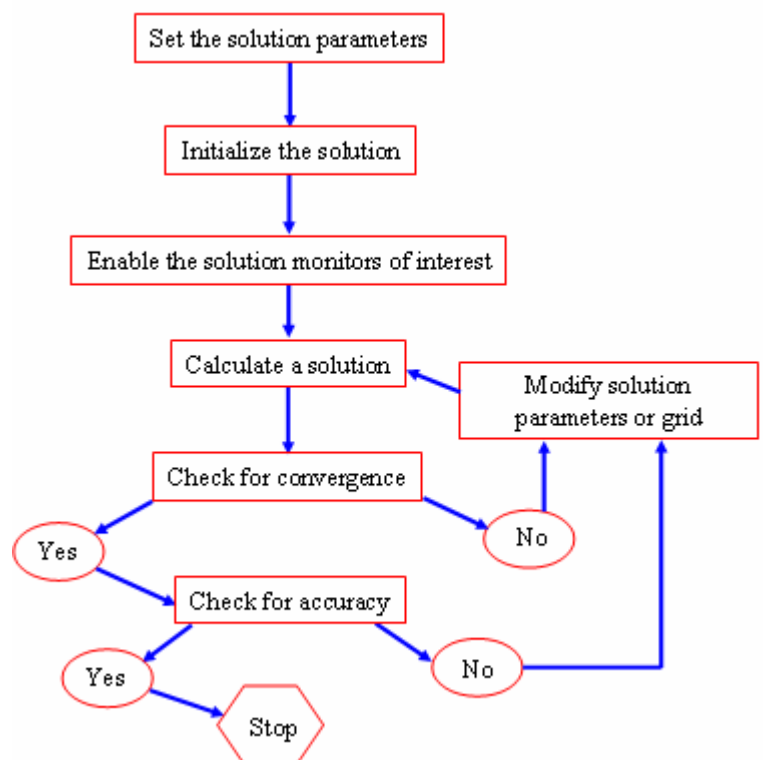 Set the solution parameters
Initialize the solution
Enable the solution monitors of interest
Calculate a solution
Modify solution
parameters or grid
Check for convergence
Yes
No
Check for accuracy
Yes
No
Stop